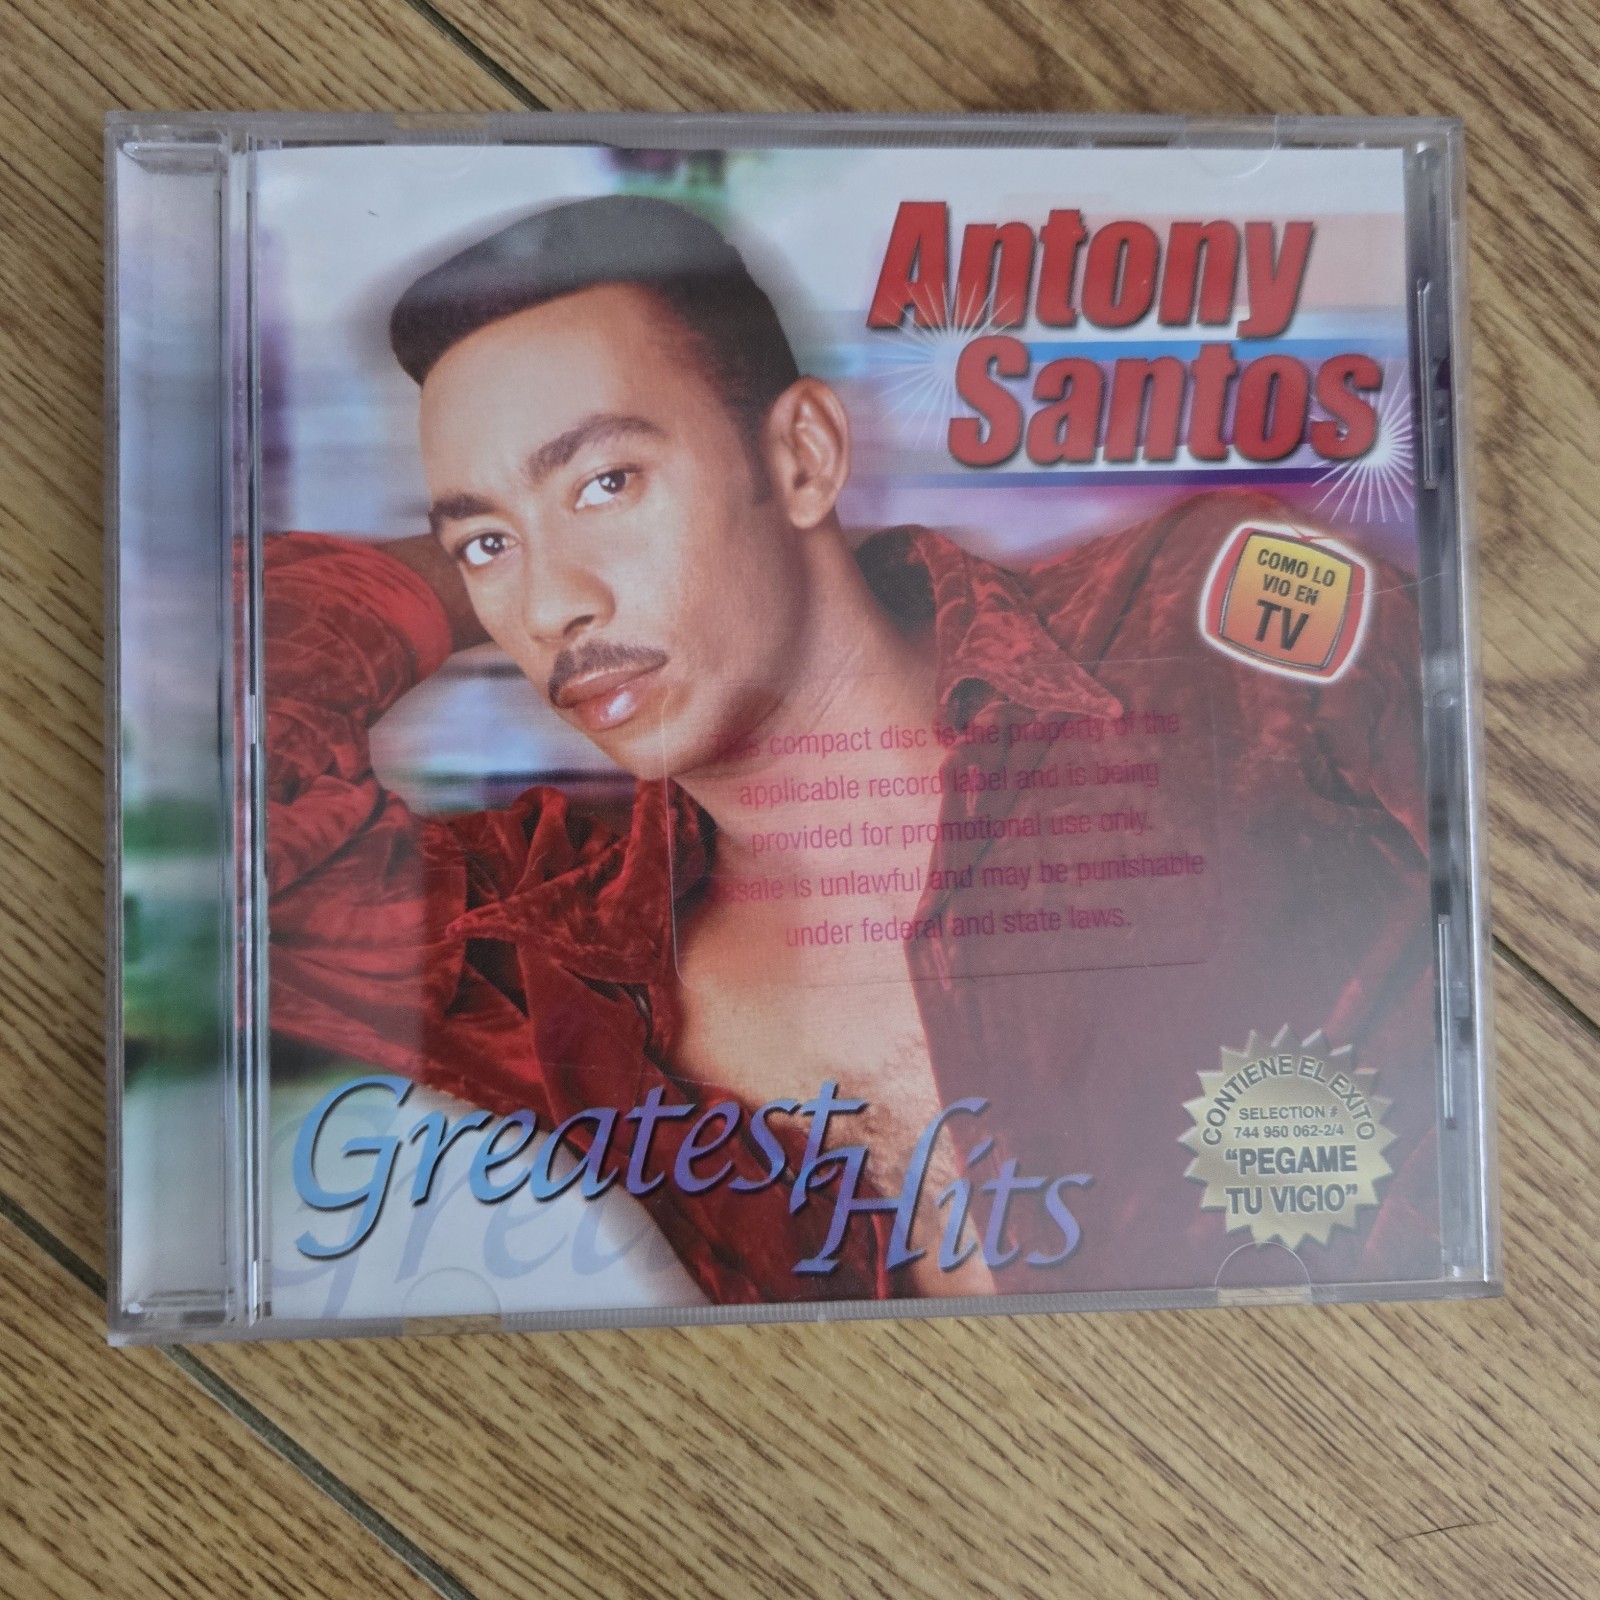 Antony
Santos
COMO LO
VIO EN
TV
This compact disc is the property of the
applicable record label and is being
provided for promotional use only.
Resale is unlawful and may be punishable
under federal and state laws.
Greatest Hits
CONTIENE EL EXITO
SELECTION #
744 950 062-2/4
"PEGAME
TU VICIO"